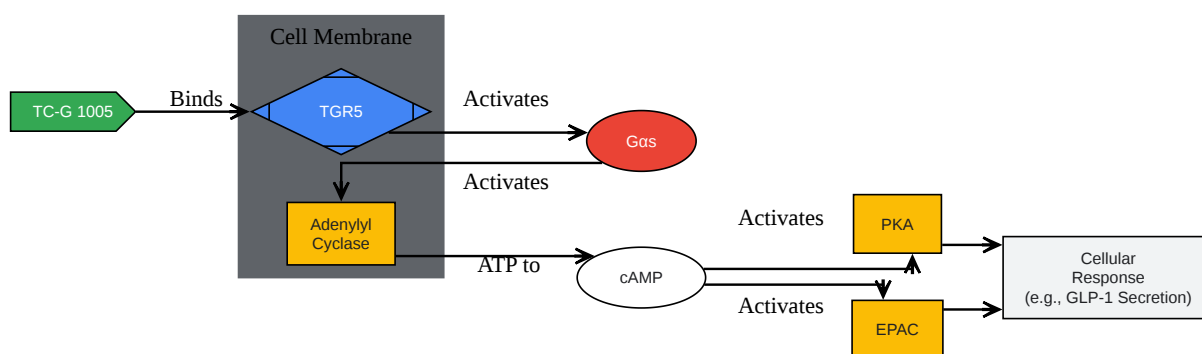 Cell Membrane
TC-G 1005
Binds
TGR5
Activates
Gαs
Activates
Adenylyl
Cyclase
ATP to
cAMP
Activates
PKA
Activates
EPAC
Cellular
Response
(e.g., GLP-1 Secretion)